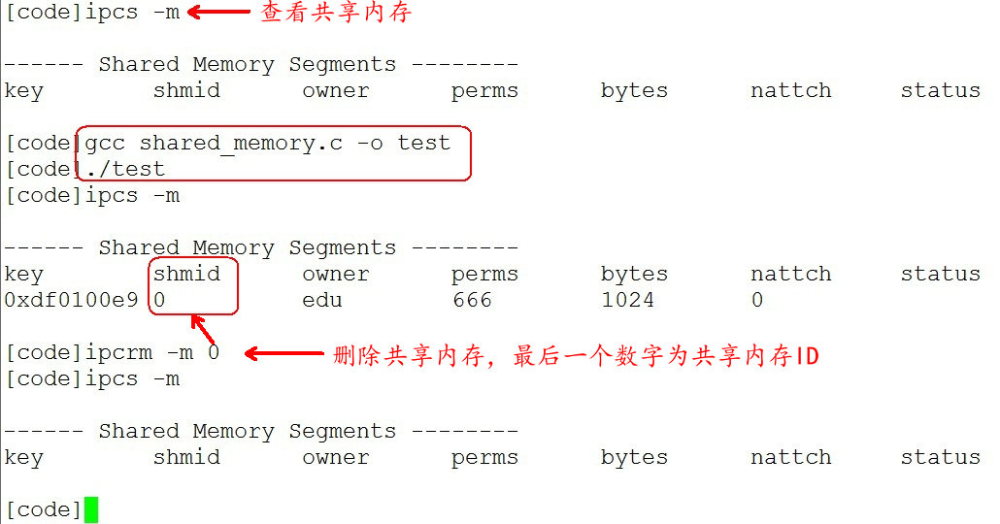 [code]ipcs -m 查看共享内存
------ Shared Memory Segments --------
key shmid owner perms bytes nattch status
[code]gcc shared_memory.c -o test
[code]./test
[code]ipcs -m
------ Shared Memory Segments --------
key shmid owner perms bytes nattch status
0xdf0100e9 0 edu 666 1024 0
[code]ipcrm -m 0 删除共享内存，最后一个数字为共享内存ID
[code]ipcs -m
------ Shared Memory Segments --------
key shmid owner perms bytes nattch status
[code]